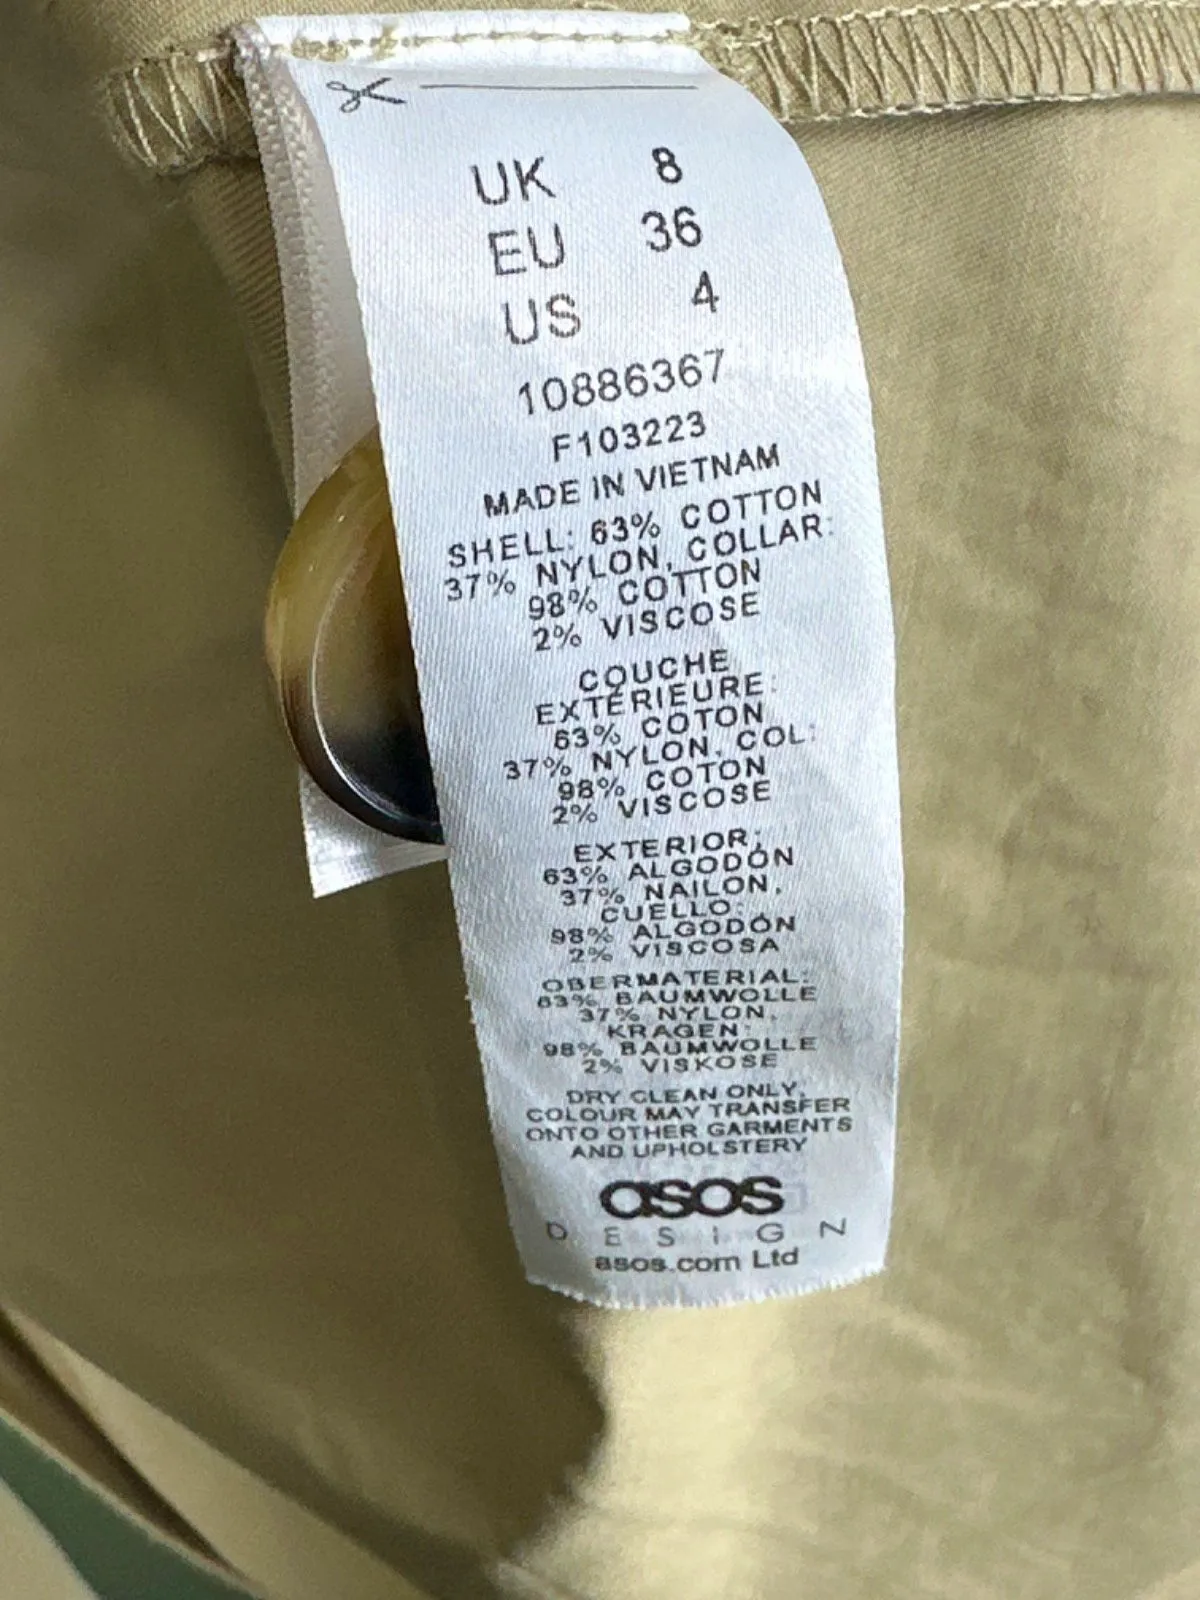 UK 8
EU 36
US 4
10886367
F103223
MADE IN VIETNAM
SHELL: 63% COTTON
37% NYLON, COLLAR:
98% COTTON
2% VISCOSE
COUCHE
EXTÉRIEURE:
63% COTON
37% NYLON, COL:
98% COTON
2% VISCOSE
EXTERIOR:
63% ALGODÓN
37% NAILON,
CUELLO:
98% ALGODÓN
2% VISCOSA
OBERMATERIAL:
63% BAUMWOLLE
37% NYLON,
KRAGEN:
98% BAUMWOLLE
2% VISKOSE
DRY CLEAN ONLY,
COLOUR MAY TRANSFER
ONTO OTHER GARMENTS
AND UPHOLSTERY
asos
DESIGN
asos.com Ltd